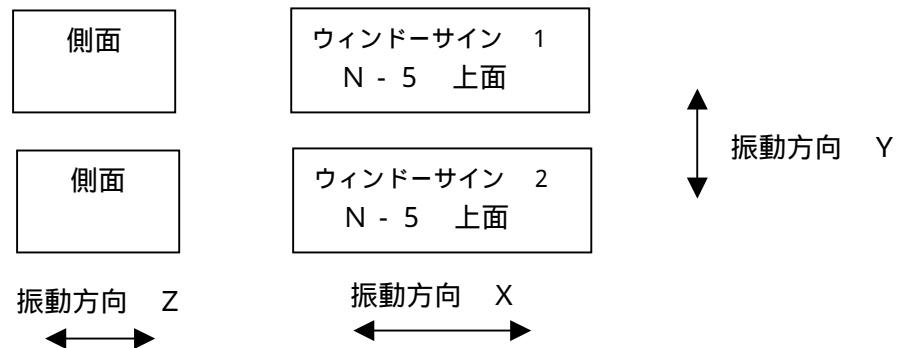 側面
ウィンドーサイン 1
N - 5 上面
振動方向 Y
側面
ウィンドーサイン 2
N - 5 上面
振動方向 Z
振動方向 X